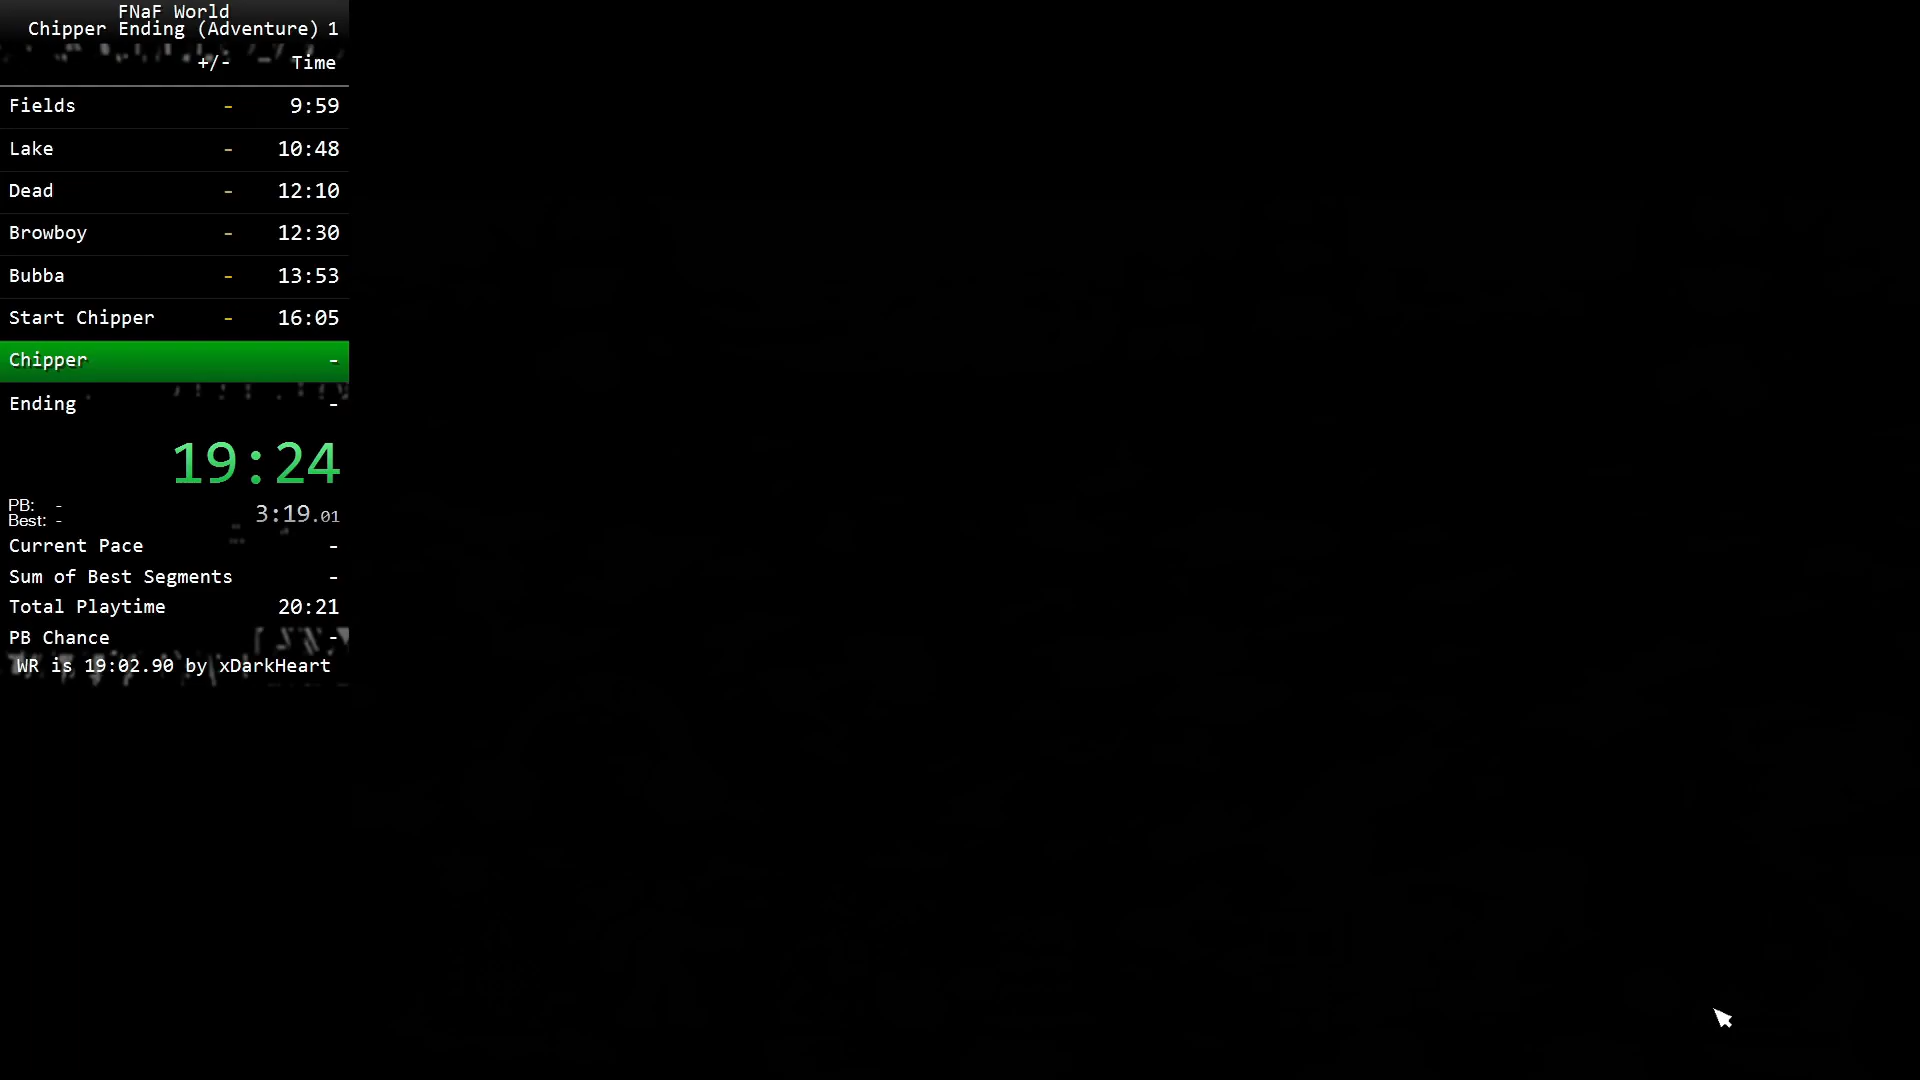 FNaF World
Chipper Ending (Adventure) 1
+/- Time
Fields - 9:59
Lake - 10:48
Dead - 12:10
Browboy - 12:30
Bubba - 13:53
Start Chipper - 16:05
Chipper -
Ending -
19:24
PB: -
Best: -
3:19.01
Current Pace -
Sum of Best Segments -
Total Playtime 20:21
PB Chance -
WR is 19:02.90 by xDarkHeart